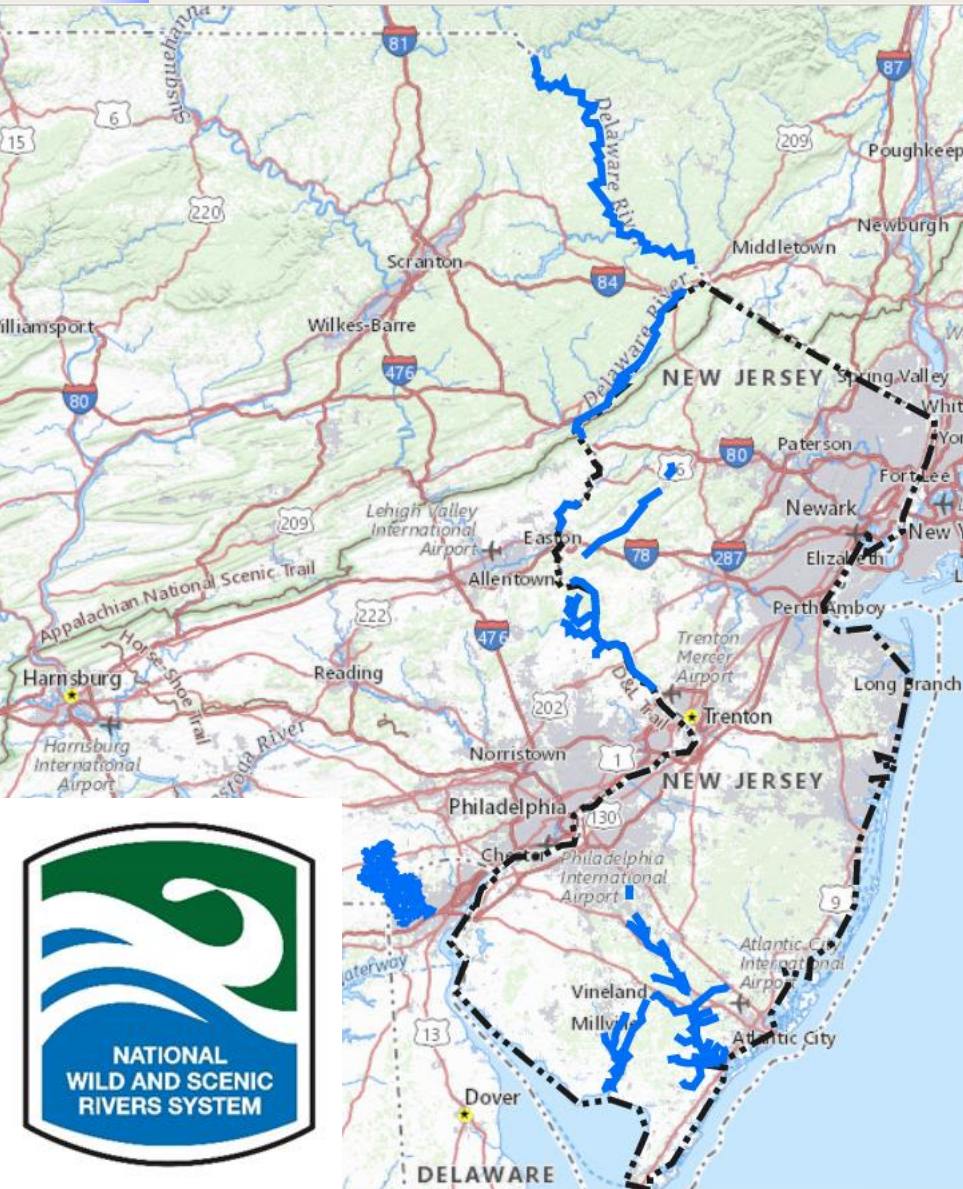 Susquehanna
81
87
6
15
209
Delaware Riv
Poughkeep
220
Newburgh
Middletown
Scranton
84
illiamsport
Wilkes-Barre
Delaware River
476
NEW JERSEY
Spring Valley
80
Whit
Yor
Paterson
80
Fort Lee
Lehigh Valley
International
Airport
209
Newark
New Y
Easton
78
287
Elizabeth
Allentown
Appalachian National Scenic Trail
222
Perth Amboy
476
Trenton
Mercer
Airport
Horse-Shoe Trail
Harrisburg
Reading
D&L Trail
Long Branch
202
Trenton
Harrisburg
International
Airport
Norristown
1
NEW JERSEY
Philadelphia
130
Chester
Philadelphia
International
Airport
9
Atlantic City
International
Airport
aterway
Vineland
13
Millville
Atlantic City
Dover
DELAWARE
NATIONAL
WILD AND SCENIC
RIVERS SYSTEM